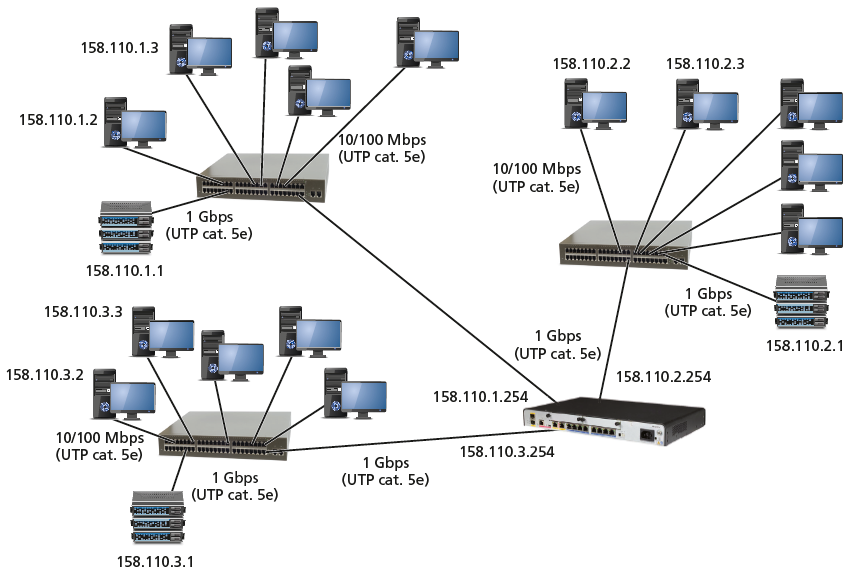 158.110.1.3
158.110.1.2
10/100 Mbps
(UTP cat. 5e)
1 Gbps
(UTP cat. 5e)
158.110.1.1
158.110.2.2
158.110.2.3
10/100 Mbps
(UTP cat. 5e)
1 Gbps
(UTP cat. 5e)
158.110.2.1
1 Gbps
(UTP cat. 5e)
158.110.2.254
158.110.1.254
158.110.3.254
158.110.3.3
158.110.3.2
10/100 Mbps
(UTP cat. 5e)
1 Gbps
(UTP cat. 5e)
1 Gbps
(UTP cat. 5e)
158.110.3.1